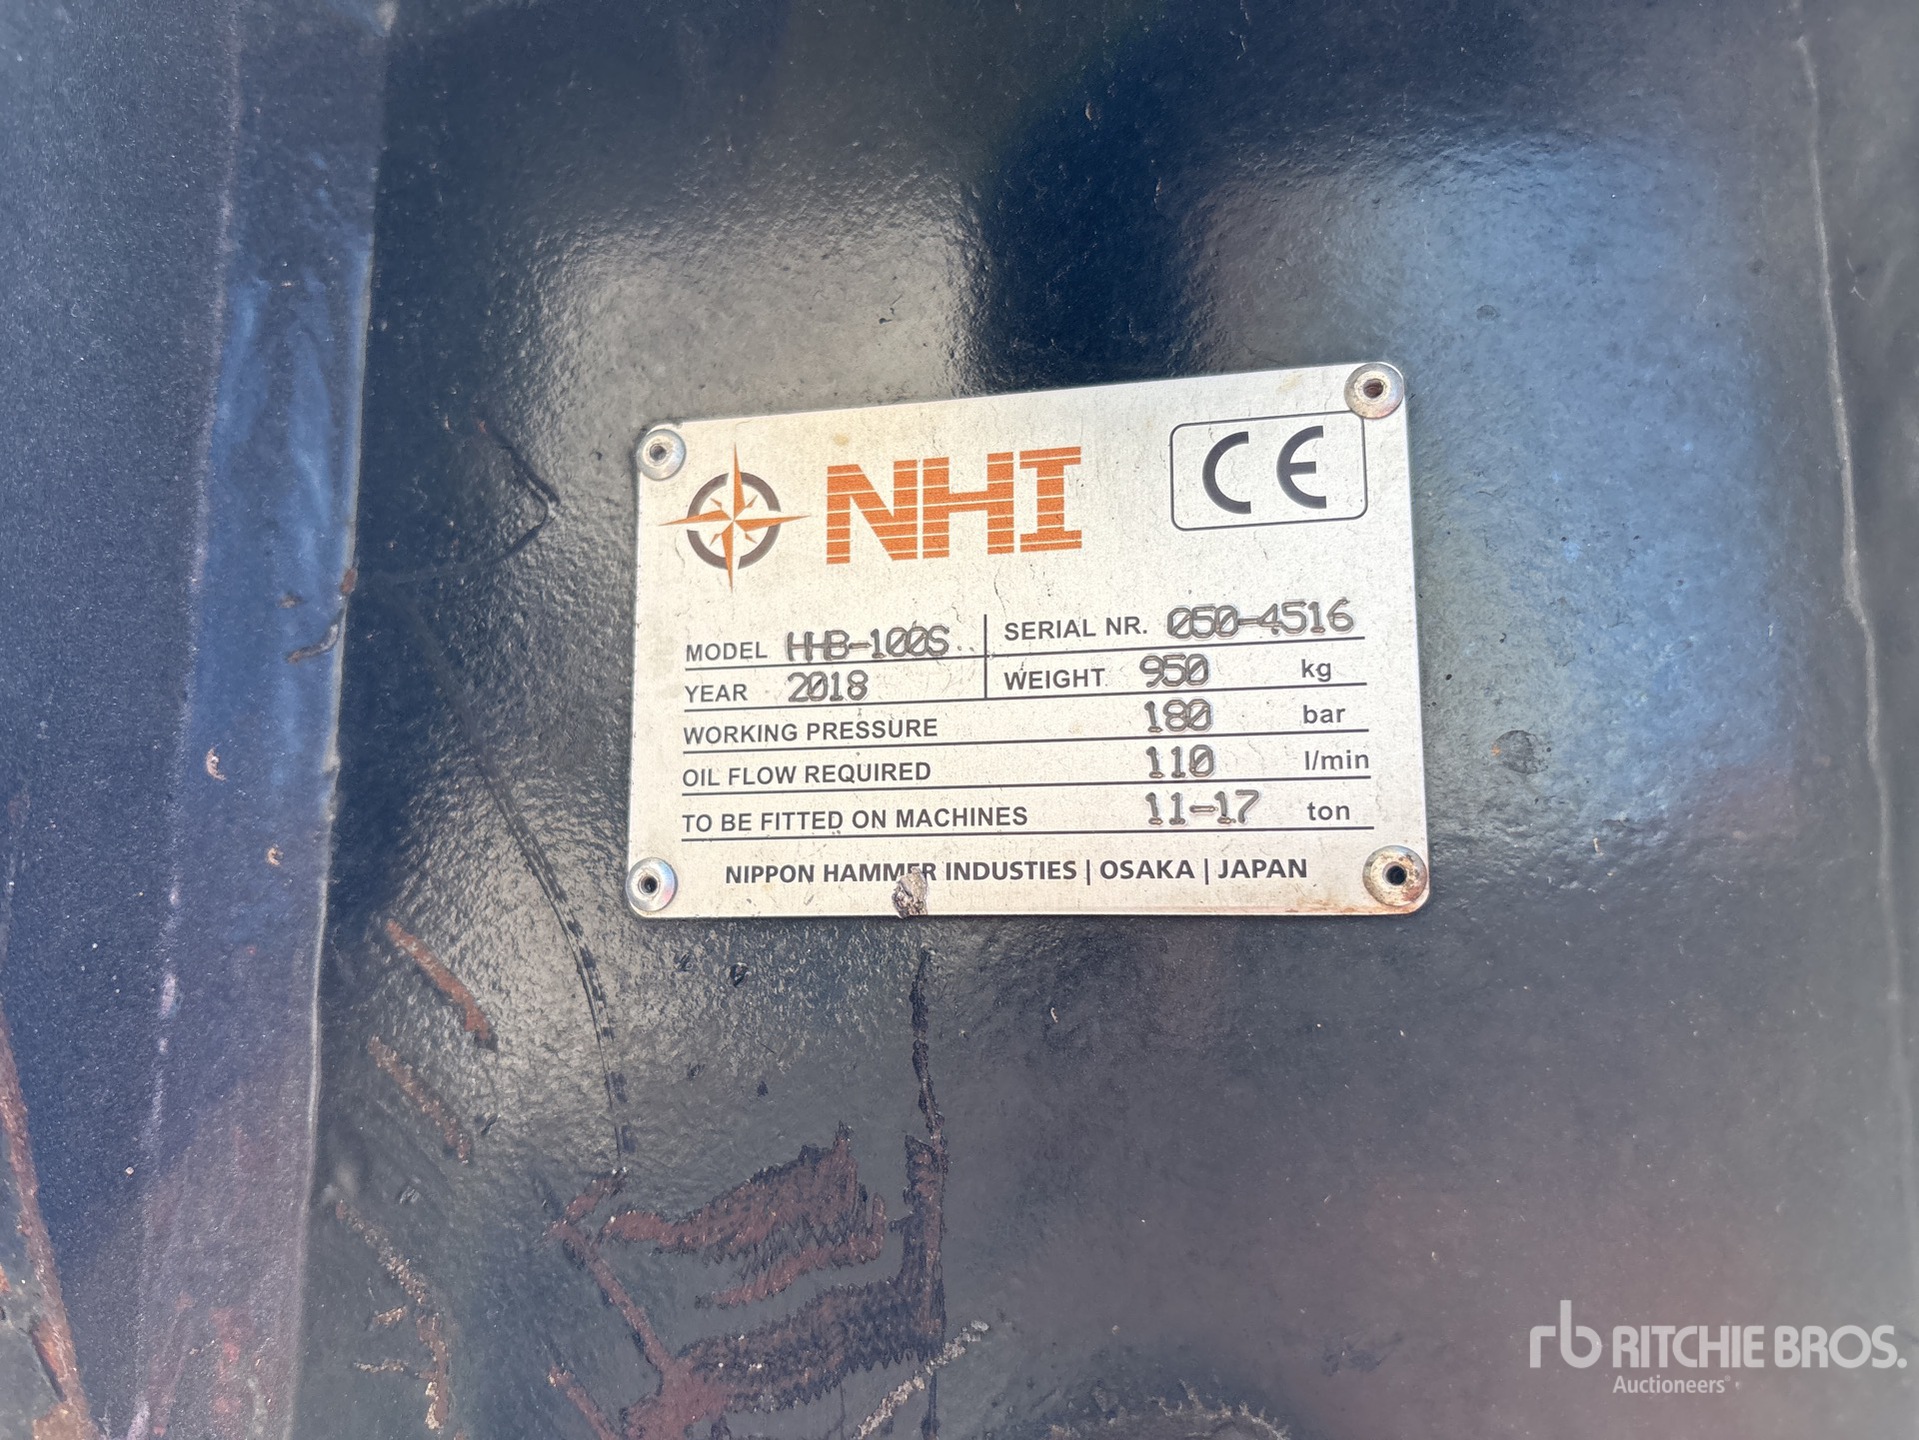 NHI
CE
MODEL HHB-100S
SERIAL NR. 050-4516
YEAR 2018
WEIGHT 950 kg
WORKING PRESSURE 180 bar
OIL FLOW REQUIRED 110 l/min
TO BE FITTED ON MACHINES 11-17 ton
NIPPON HAMMER INDUSTIES | OSAKA | JAPAN
rb RITCHIE BROS.
Auctioneers